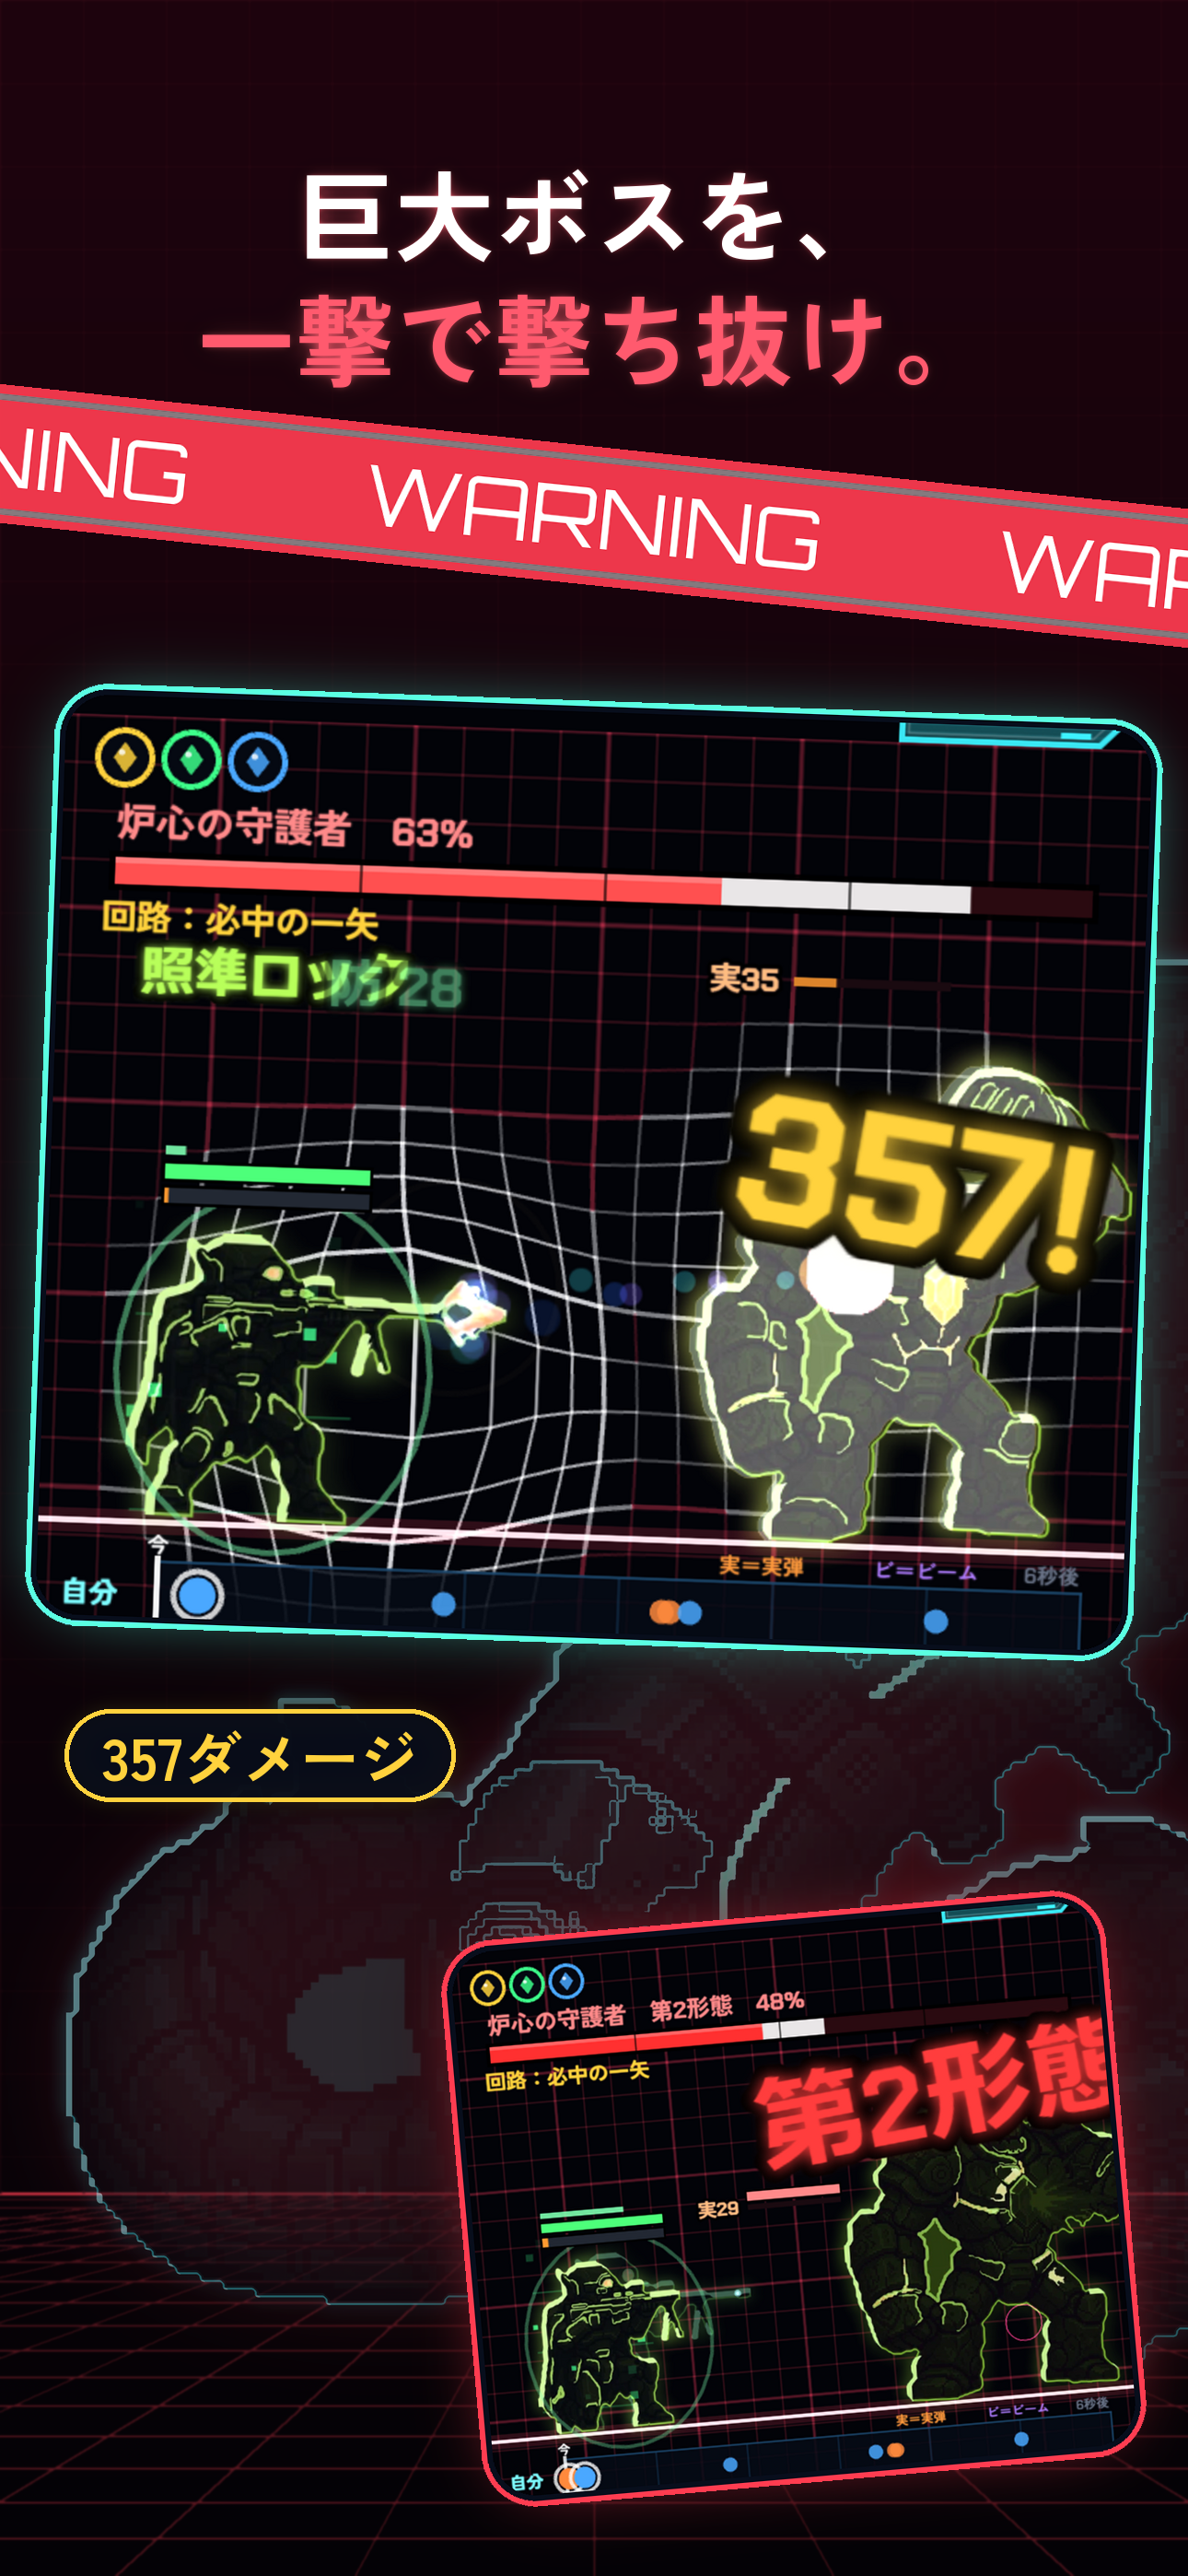 巨大ボスを、
一撃で撃ち抜け。
NING WARNING WAR
炉心の守護者 63%
回路：必中の一矢
照準ロック 防28
実35
357!
今
実＝実弾 ビ＝ビーム 6秒後
自分
357ダメージ
炉心の守護者 第2形態 48%
回路：必中の一矢
第2形態
実29
今
実＝実弾 ビ＝ビーム 6秒後
自分